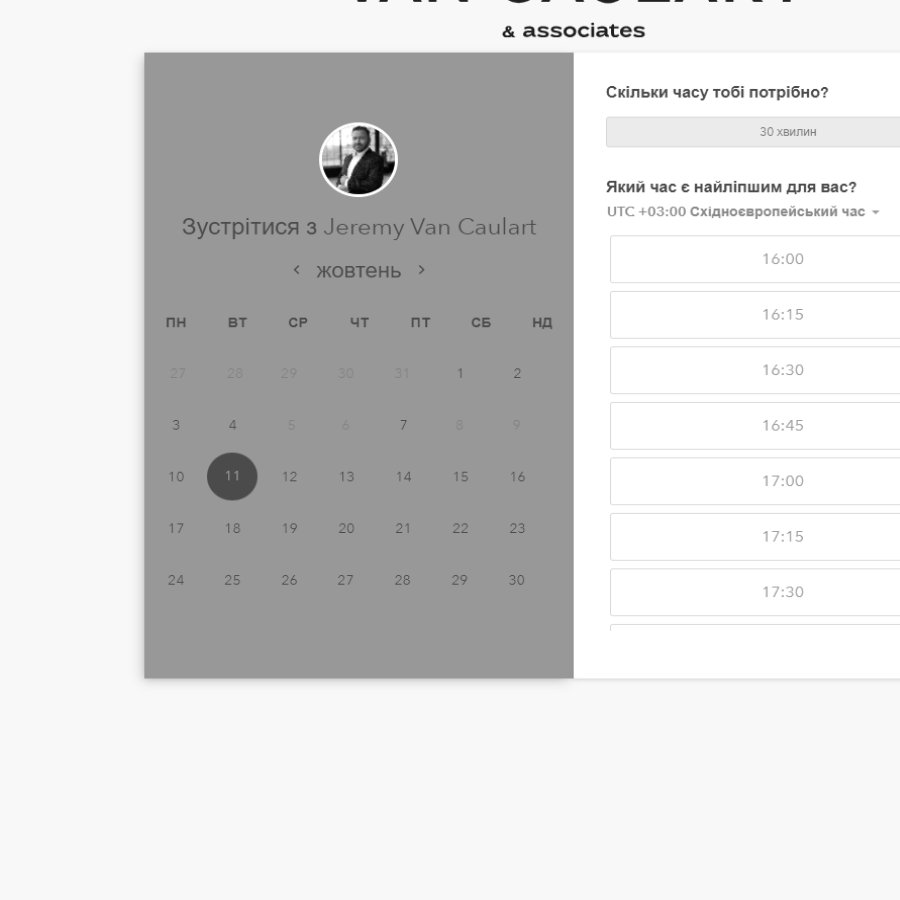 VAN CAULART
& associates
Зустрітися з Jeremy Van Caulart
жовтень
ПН ВТ СР ЧТ ПТ СБ НД
27 28 29 30 31 1 2
3 4 5 6 7 8 9
10 11 12 13 14 15 16
17 18 19 20 21 22 23
24 25 26 27 28 29 30
Скільки часу тобі потрібно?
30 хвилин
Який час є найліпшим для вас?
UTC +03:00 Східноєвропейський час
16:00
16:15
16:30
16:45
17:00
17:15
17:30